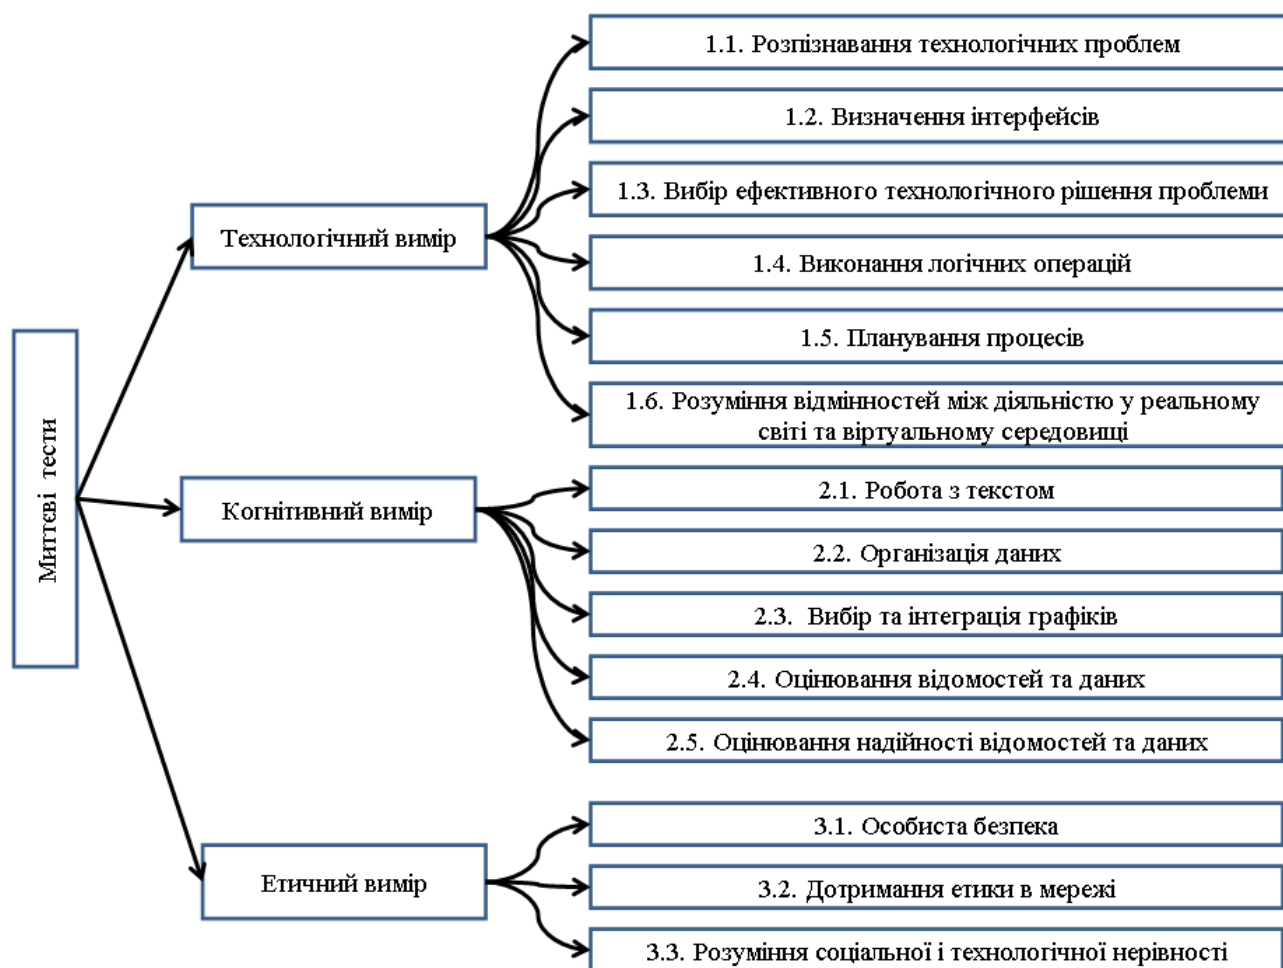 Миттєві тести
Технологічний вимір
1.1. Розпізнавання технологічних проблем
1.2. Визначення інтерфейсів
1.3. Вибір ефективного технологічного рішення проблеми
1.4. Виконання логічних операцій
1.5. Планування процесів
1.6. Розуміння відмінностей між діяльністю у реальному
світі та віртуальному середовищі
Когнітивний вимір
2.1. Робота з текстом
2.2. Організація даних
2.3. Вибір та інтеграція графіків
2.4. Оцінювання відомостей та даних
2.5. Оцінювання надійності відомостей та даних
Етичний вимір
3.1. Особиста безпека
3.2. Дотримання етики в мережі
3.3. Розуміння соціальної і технологічної нерівності